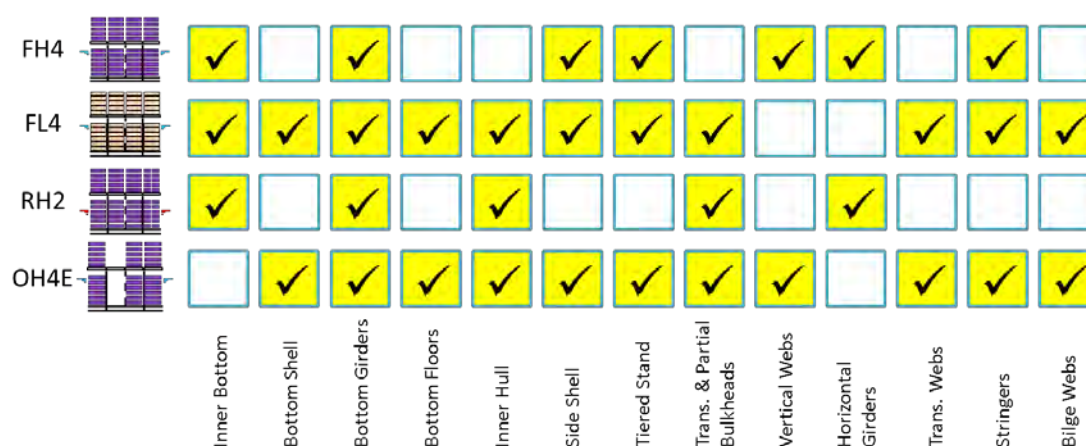 FH4
FL4
RH2
OH4E
Inner Bottom
Bottom Shell
Bottom Girders
Bottom Floors
Inner Hull
Side Shell
Tiered Stand
Trans. & Partial
Bulkheads
Vertical Webs
Horizontal
Girders
Trans. Webs
Stringers
Bilge Webs